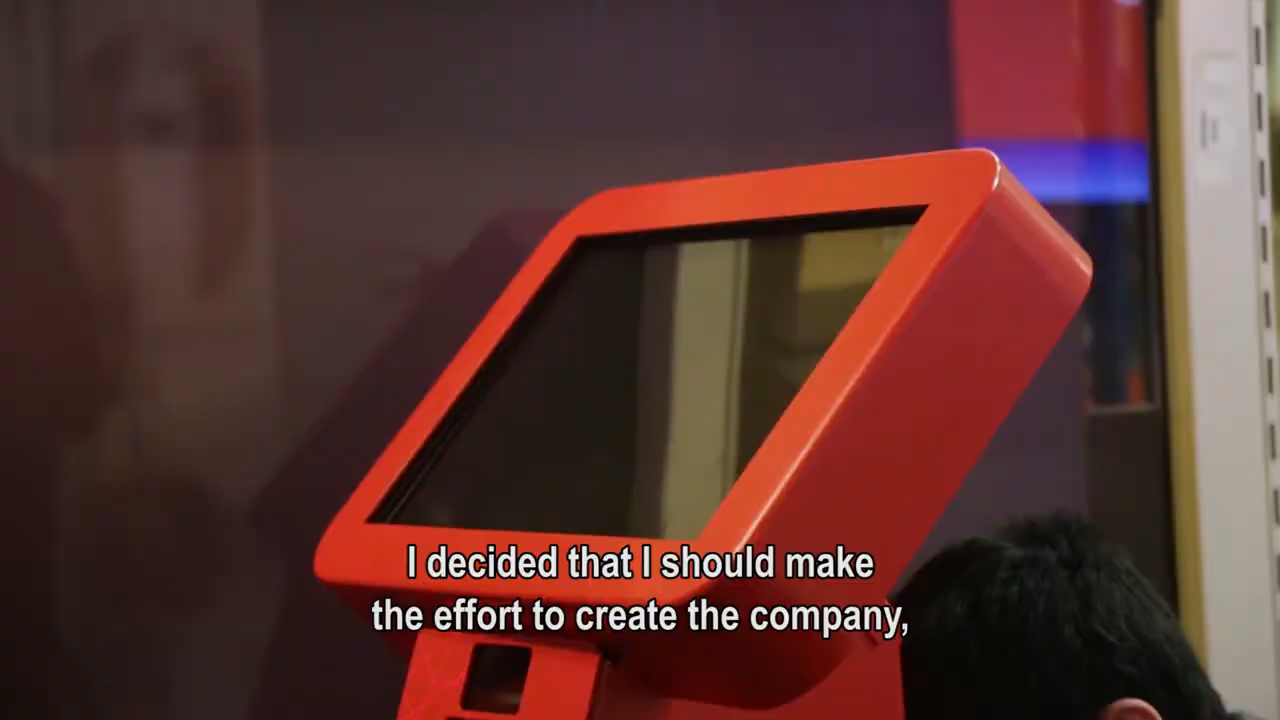 I decided that I should make
the effort to create the company,